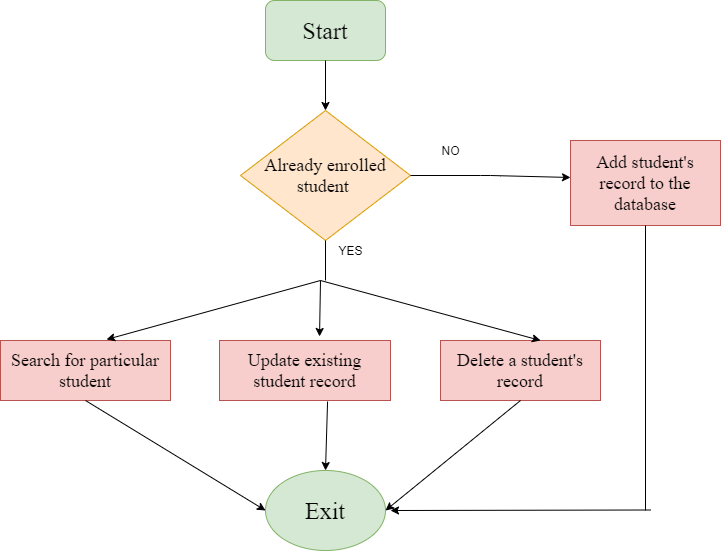 Start
Already enrolled
student
NO
Add student's
record to the
database
YES
Search for particular
student
Update existing
student record
Delete a student's
record
Exit